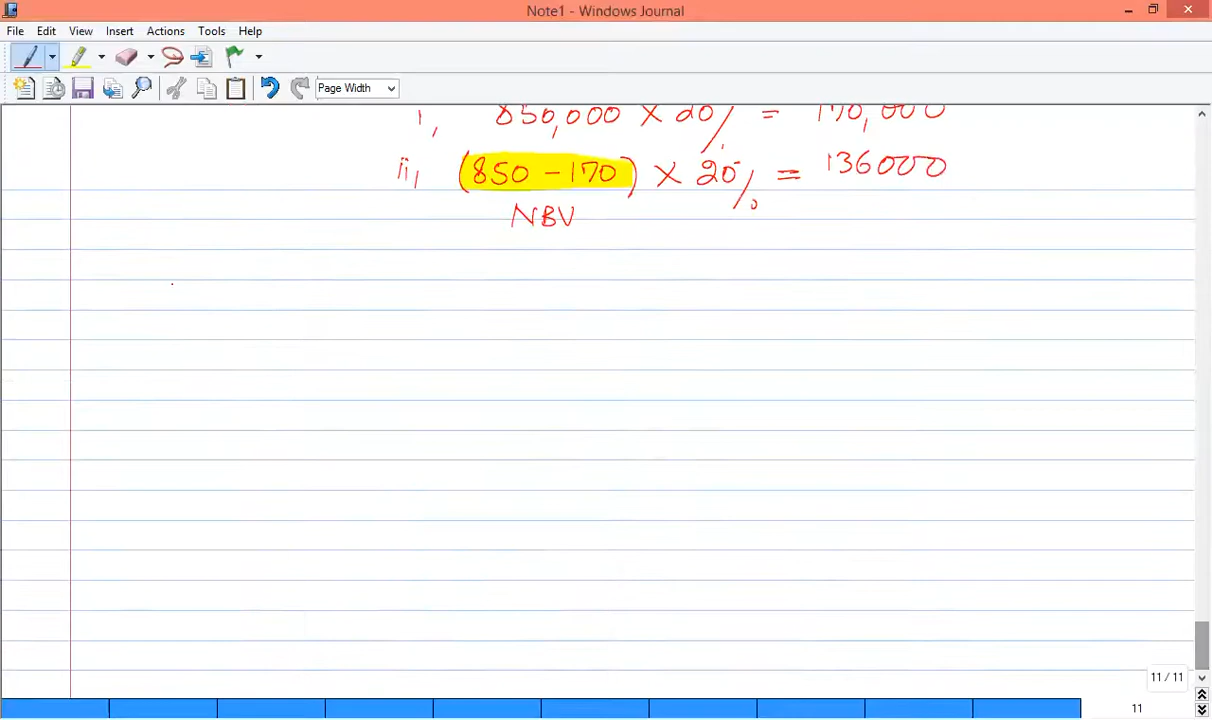 Note1 - Windows Journal
File Edit View Insert Actions Tools Help
Page Width
i, 850,000 X 20% = 170,000
ii, (850 - 170) X 20% = 136000
NBV
11 / 11
11